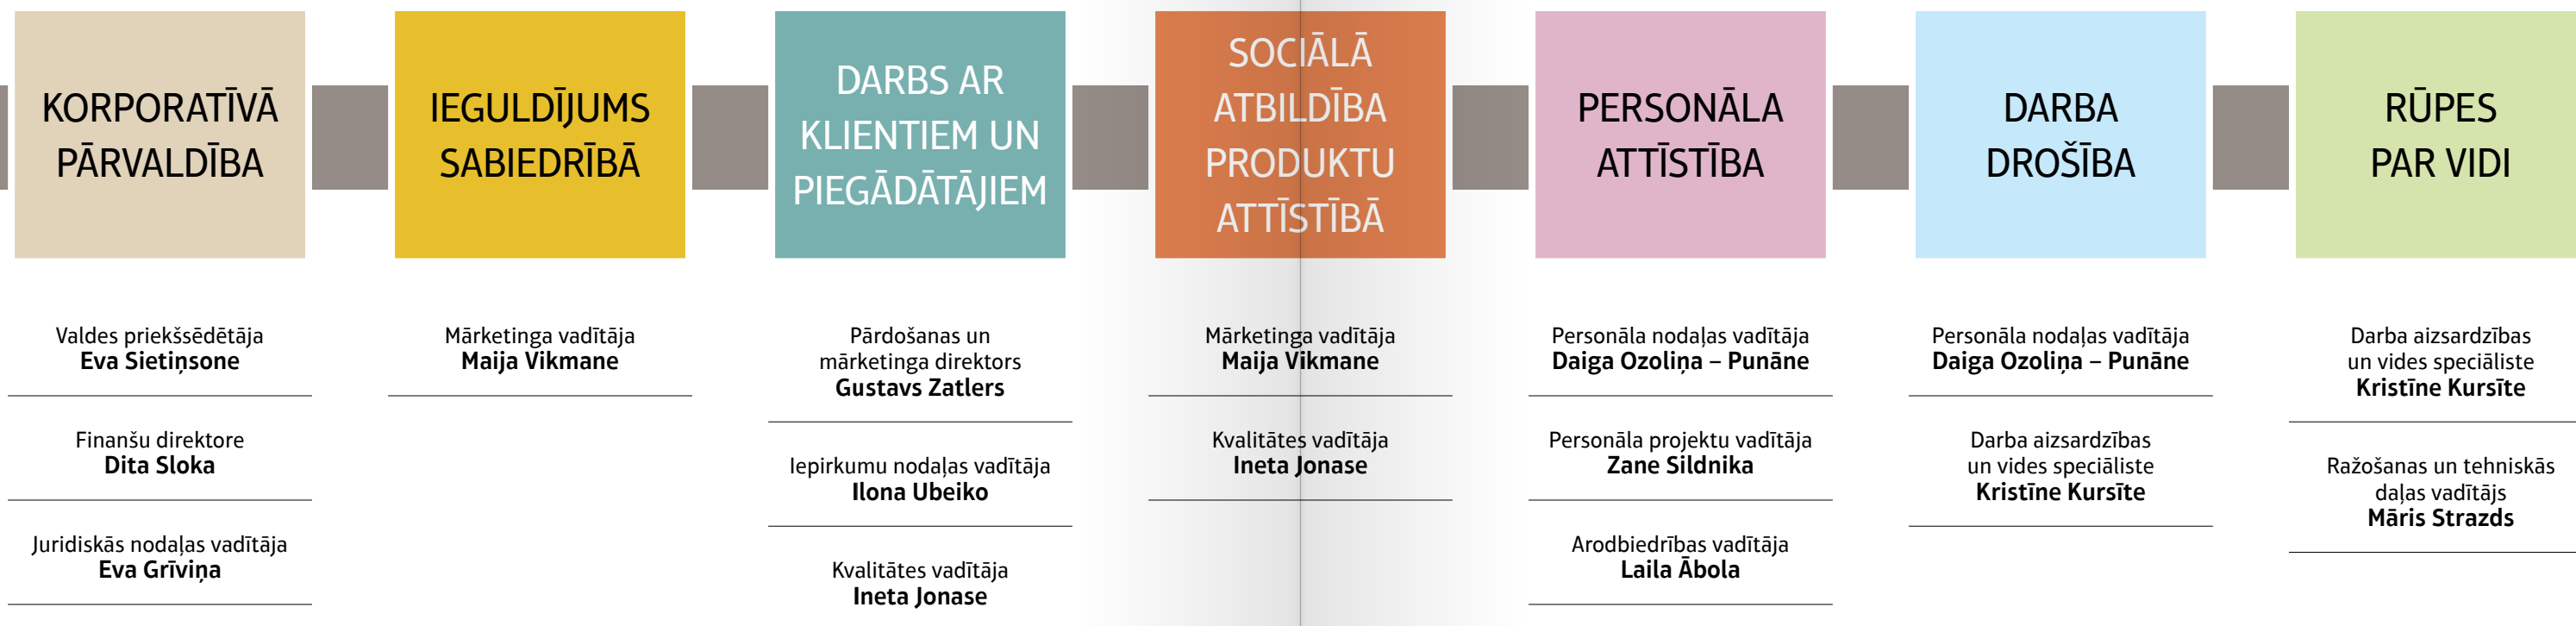 KORPORATĪVĀ
PĀRVALDĪBA
Valdes priekšsēdētāja
Eva Sietiņsone
Finanšu direktore
Dita Sloka
Juridiskās nodaļas vadītāja
Eva Grīviņa
IEGULDĪJUMS
SABIEDRĪBĀ
Mārketinga vadītāja
Maija Vikmane
DARBS AR
KLIENTIEM UN
PIEGĀDĀTĀJIEM
Pārdošanas un
mārketinga direktors
Gustavs Zatlers
Iepirkumu nodaļas vadītāja
Ilona Ubeiko
Kvalitātes vadītāja
Ineta Jonase
SOCIĀLĀ
ATBILDĪBA
PRODUKTU
ATTĪSTĪBĀ
Mārketinga vadītāja
Maija Vikmane
Kvalitātes vadītāja
Ineta Jonase
PERSONĀLA
ATTĪSTĪBA
Personāla nodaļas vadītāja
Daiga Ozoliņa – Punāne
Personāla projektu vadītāja
Zane Sildnika
Arodbiedrības vadītāja
Laila Ābola
DARBA
DROŠĪBA
Personāla nodaļas vadītāja
Daiga Ozoliņa – Punāne
Darba aizsardzības
un vides speciāliste
Kristīne Kursīte
RŪPES
PAR VIDI
Darba aizsardzības
un vides speciāliste
Kristīne Kursīte
Ražošanas un tehniskās
daļas vadītājs
Māris Strazds